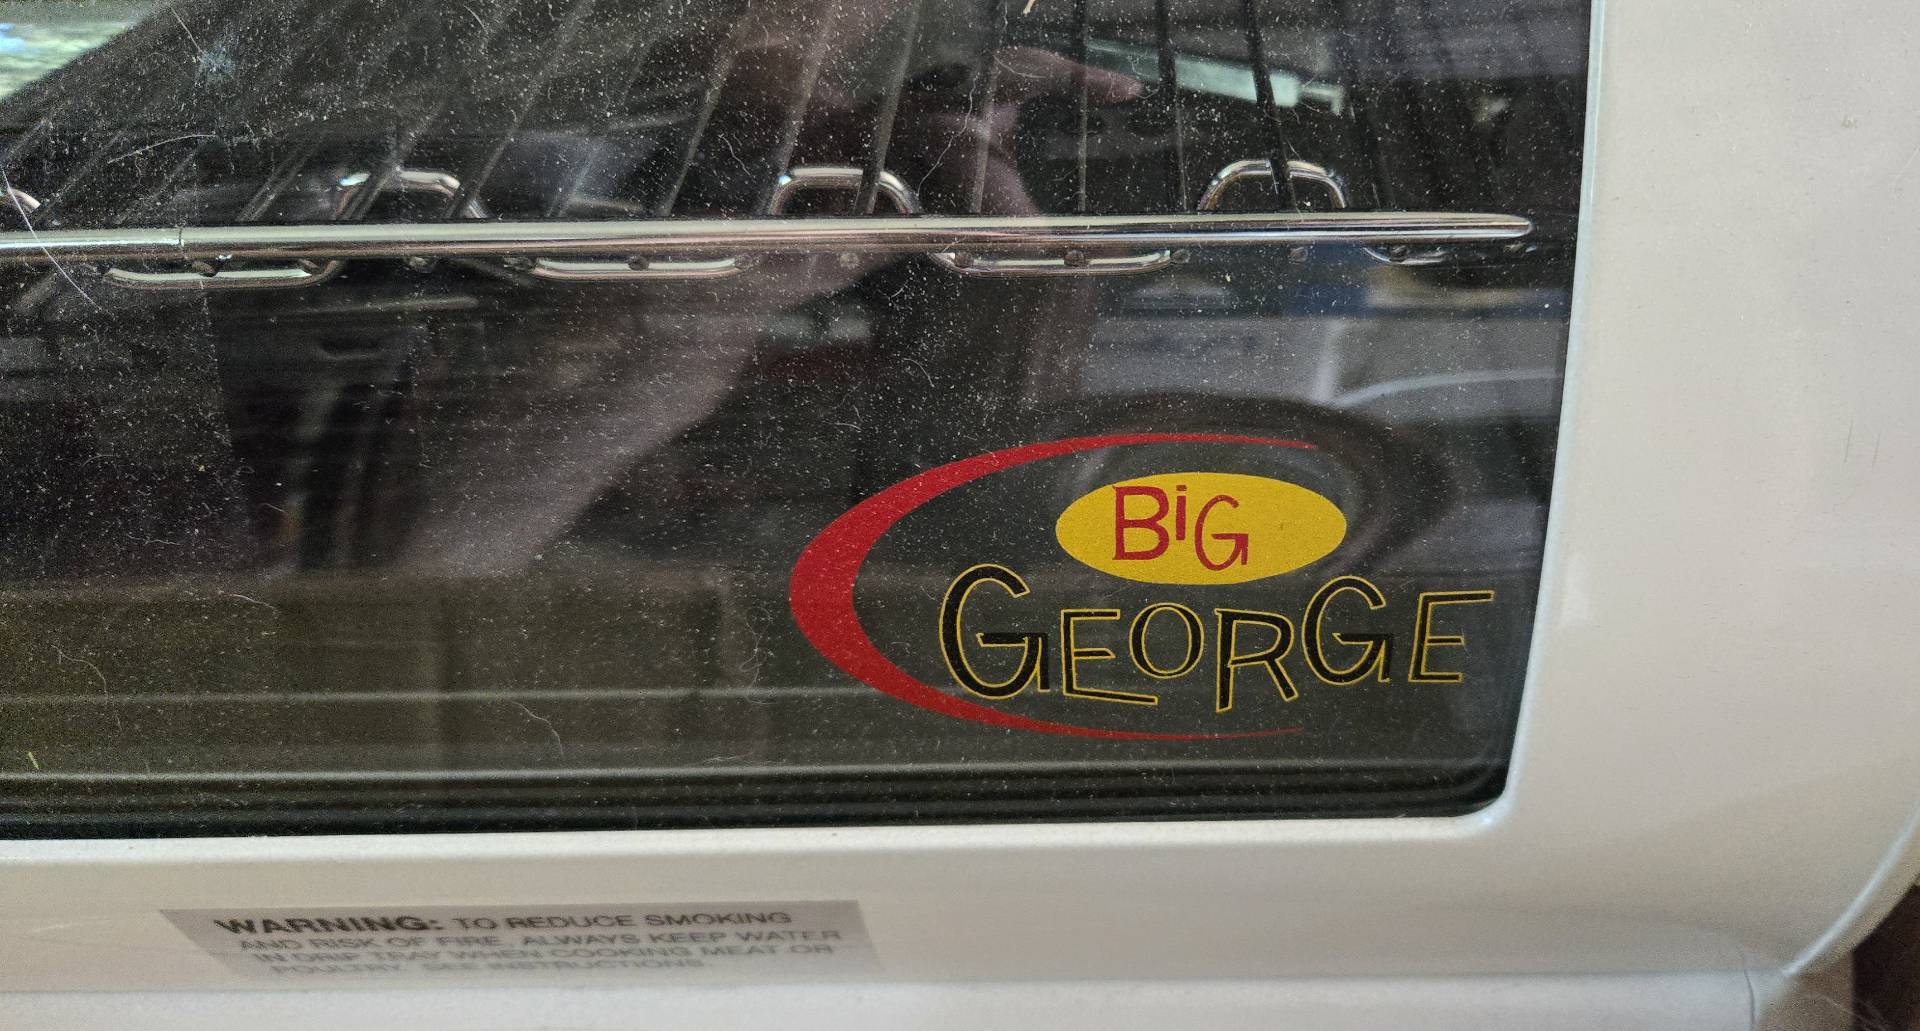 BiG
GEORGE
WARNING: TO REDUCE SMOKING
AND RISK OF FIRE, ALWAYS KEEP WATER
IN DRIP TRAY WHEN COOKING MEAT OR
POULTRY. SEE INSTRUCTIONS.